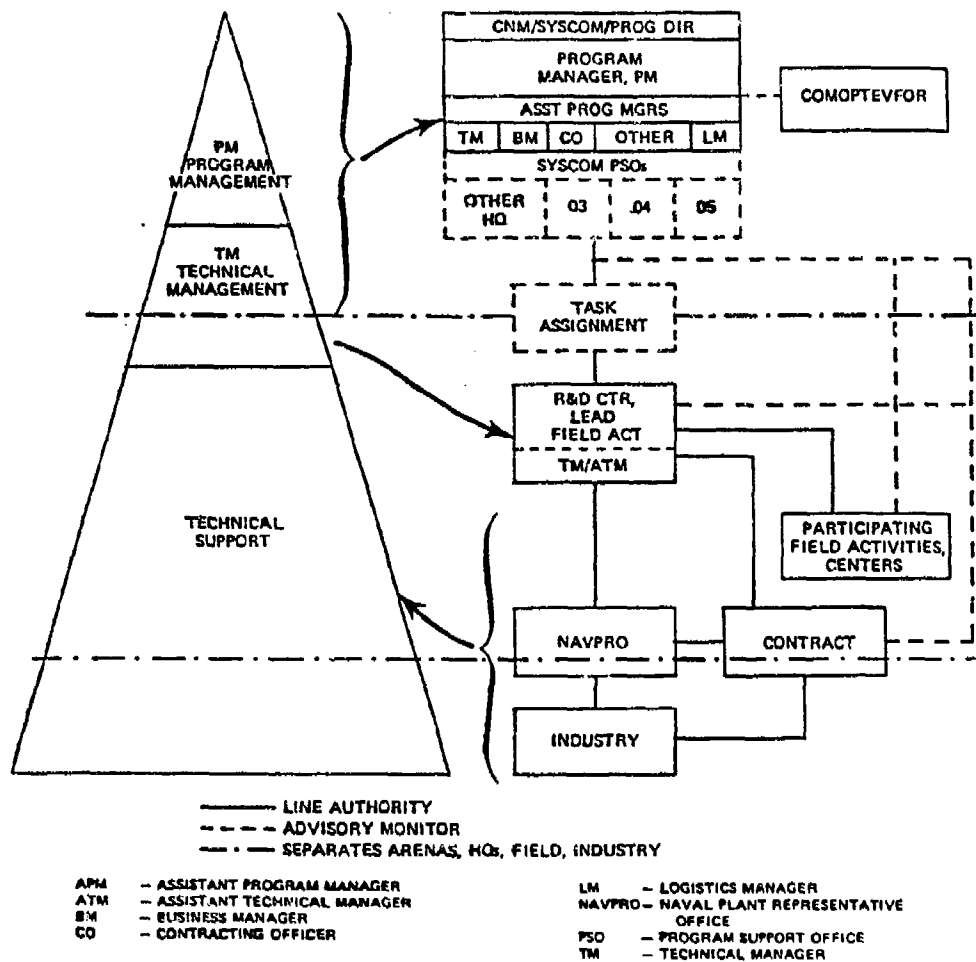 CNM/SYSCOM/PROG DIR
PROGRAM
MANAGER, PM
ASST PROG MGRS
TM BM CO OTHER LM
SYSCOM PSOs
OTHER
HQ
03 .04 05
COMOPTEVFOR
PM
PROGRAM
MANAGEMENT
TM
TECHNICAL
MANAGEMENT
TASK
ASSIGNMENT
R&D CTR,
LEAD
FIELD ACT
TM/ATM
TECHNICAL
SUPPORT
PARTICIPATING
FIELD ACTIVITIES,
CENTERS
NAVPRO
CONTRACT
INDUSTRY
LINE AUTHORITY
ADVISORY MONITOR
SEPARATES ARENAS, HQs, FIELD, INDUSTRY
APM – ASSISTANT PROGRAM MANAGER
ATM – ASSISTANT TECHNICAL MANAGER
BM – BUSINESS MANAGER
CO – CONTRACTING OFFICER
LM – LOGISTICS MANAGER
NAVPRO – NAVAL PLANT REPRESENTATIVE
OFFICE
PSO – PROGRAM SUPPORT OFFICE
TM – TECHNICAL MANAGER